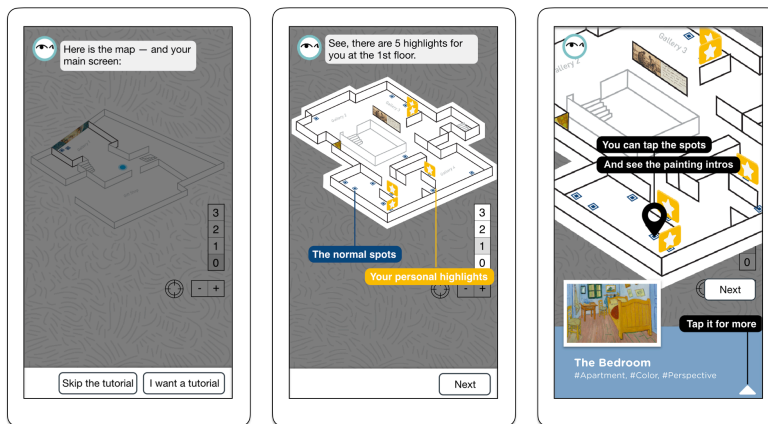 Here is the map — and your
main screen:
3
2
1
0
- +
Skip the tutorial
I want a tutorial
See, there are 5 highlights for
you at the 1st floor.
Gallery 3
Gallery 2
3
2
1
0
The normal spots
Your personal highlights
- +
Next
Gallery 3
Gallery 2
You can tap the spots
And see the painting intros
0
Next
Tap it for more
The Bedroom
#Apartment, #Color, #Perspective